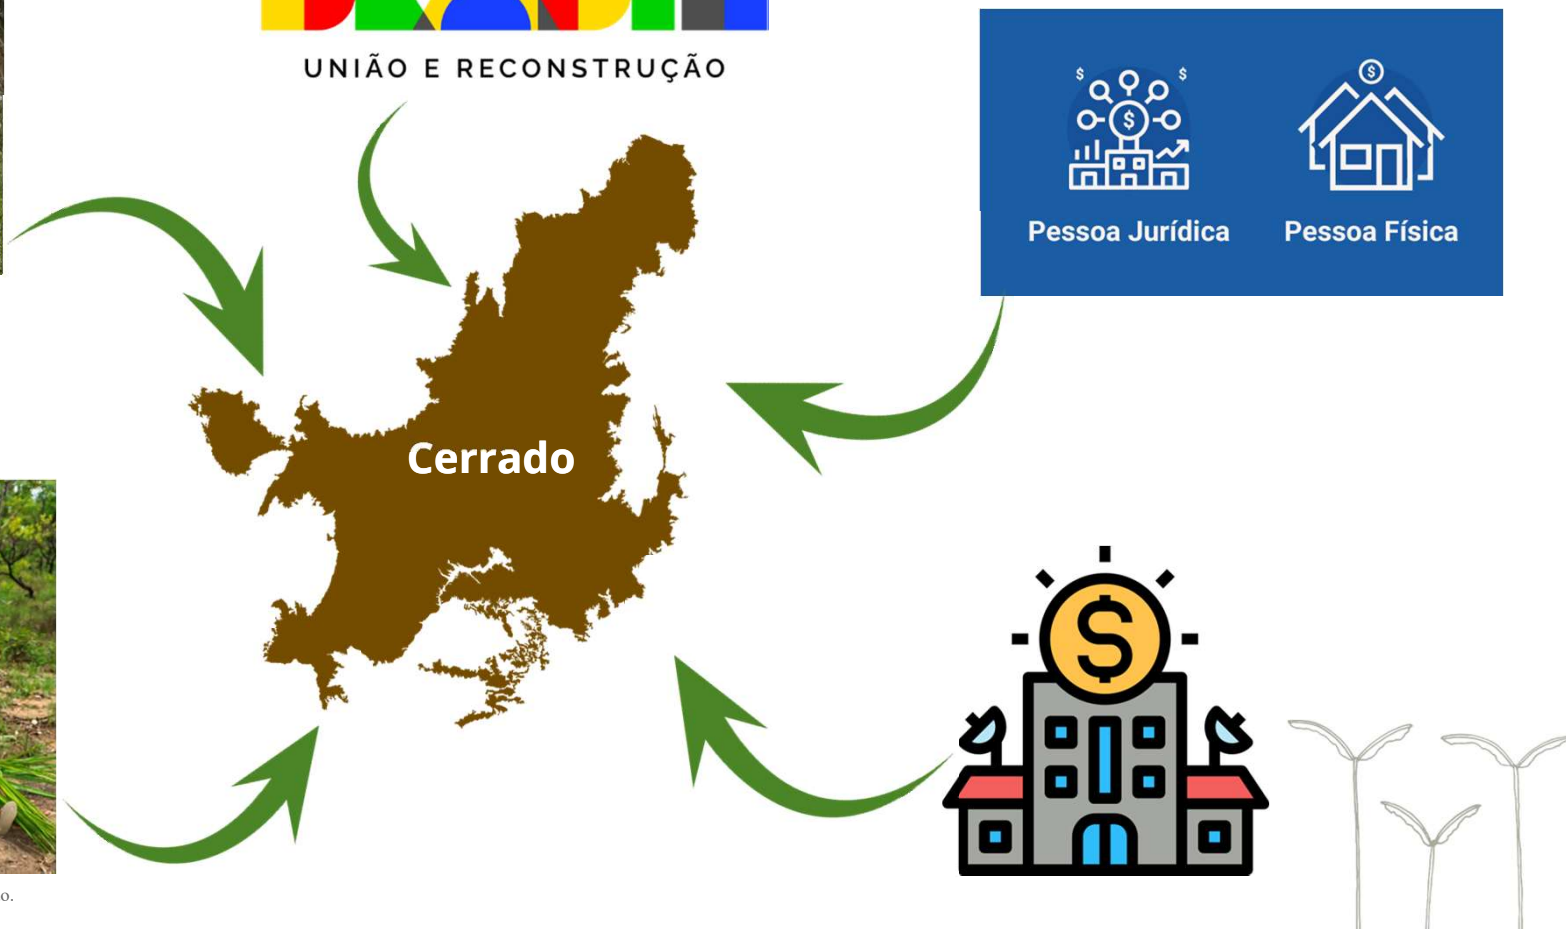 UNIÃO E RECONSTRUÇÃO
$ $
$
$
Pessoa Jurídica Pessoa Física
Cerrado
$
o.